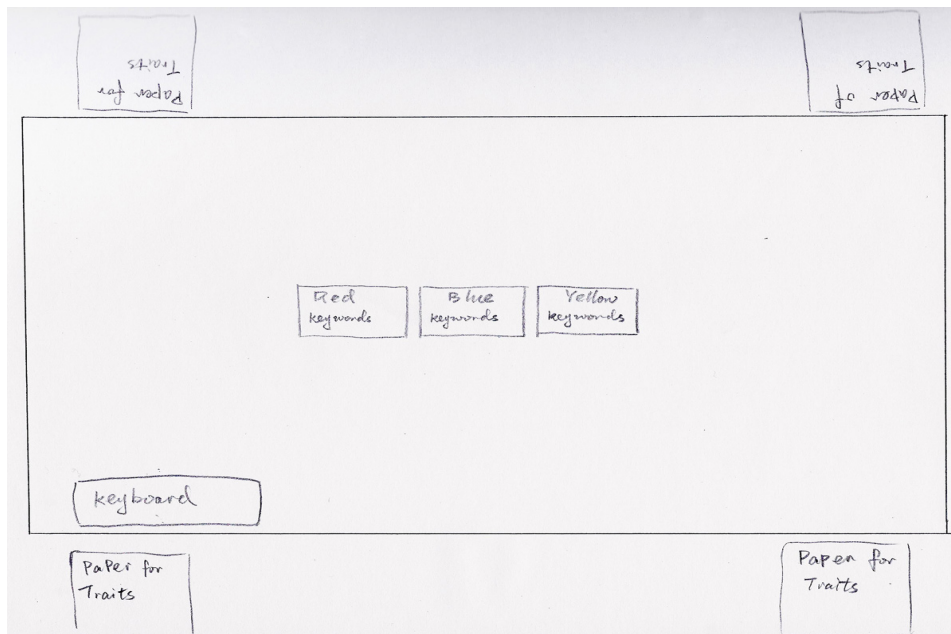 Paper for
Traits
Paper of
Traits
Red
keywords
Blue
keywords
Yellow
keywords
keyboard
Paper for
Traits
Paper for
Traits